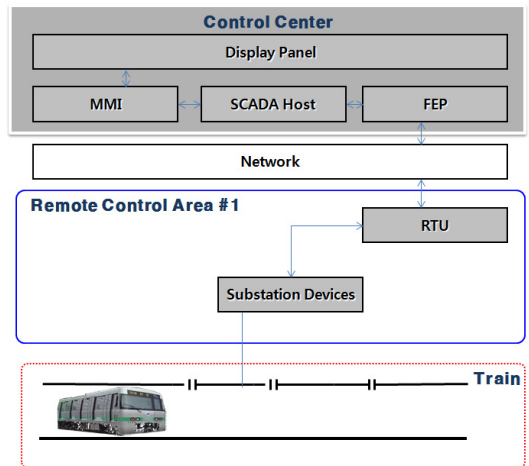 Control Center
Display Panel
MMI
SCADA Host
FEP
Network
Remote Control Area #1
RTU
Substation Devices
Train